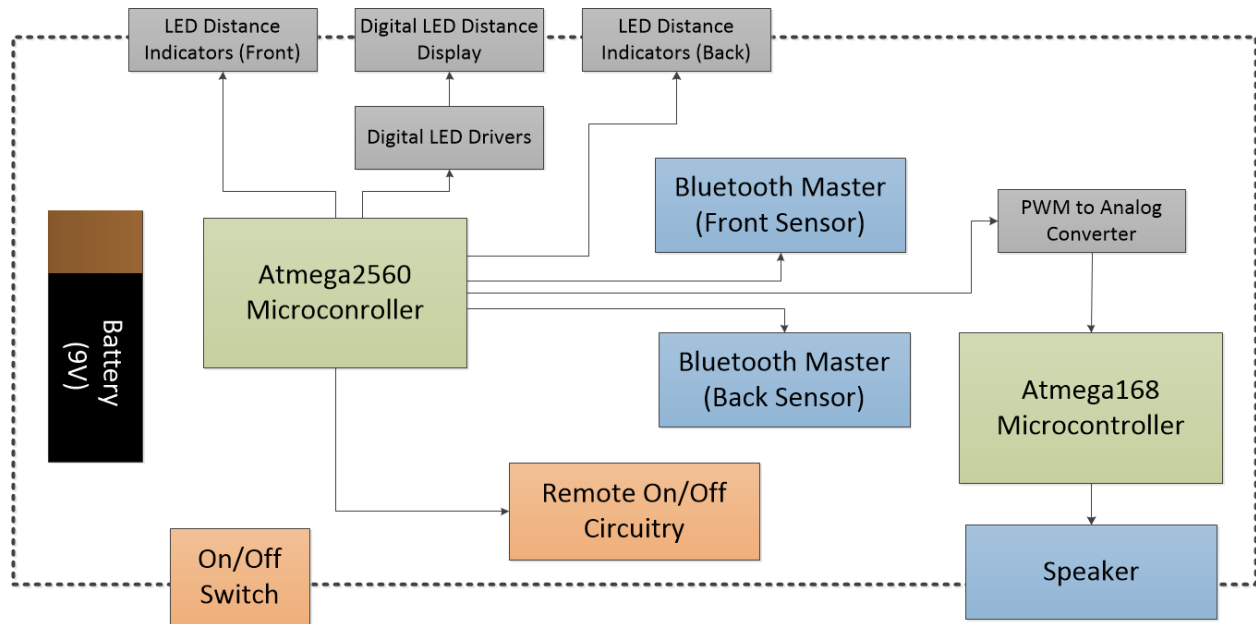 LED Distance
Indicators (Front)
Digital LED Distance
Display
LED Distance
Indicators (Back)
Digital LED Drivers
Bluetooth Master
(Front Sensor)
PWM to Analog
Converter
Atmega2560
Microconroller
Battery
(9V)
Bluetooth Master
(Back Sensor)
Atmega168
Microcontroller
Remote On/Off
Circuitry
On/Off
Switch
Speaker